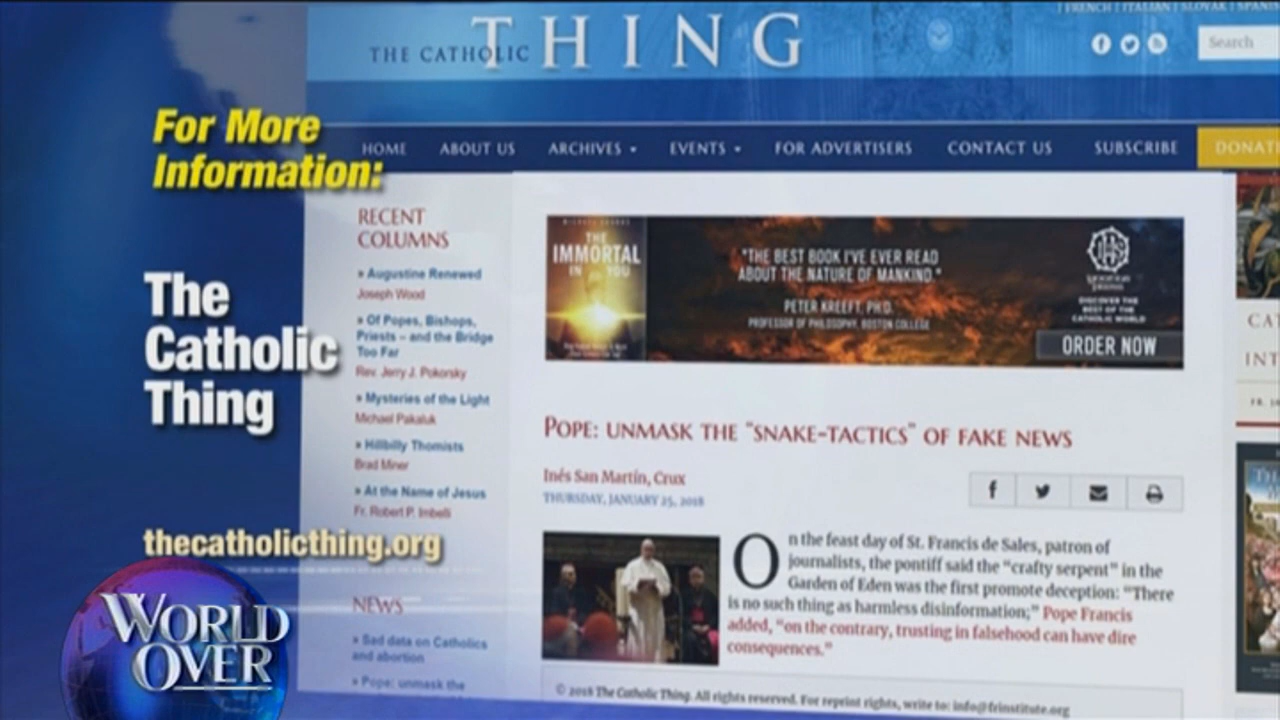 | FRENCH | ITALIAN | SLOVAK | SPANIS
THE CATHOLIC THING
Search
For More
Information:
HOME
ABOUT US
ARCHIVES
EVENTS
FOR ADVERTISERS
CONTACT US
SUBSCRIBE
DONAT
The
Catholic
Thing
thecatholicthing.org
WORLD
OVER
RECENT
COLUMNS
» Augustine Renewed
Joseph Wood
» Of Popes, Bishops,
Priests – and the Bridge
Too Far
Rev. Jerry J. Pokorsky
» Mysteries of the Light
Michael Pakaluk
» Hillbilly Thomists
Brad Miner
» At the Name of Jesus
Fr. Robert P. Imbelli
NEWS
» Sad data on Catholics
and abortion
» Pope: unmask the
THE
IMMORTAL
IN YOU
"THE BEST BOOK I'VE EVER READ
ABOUT THE NATURE OF MANKIND."
PETER KREEFT, PH.D.
PROFESSOR OF PHILOSOPHY, BOSTON COLLEGE
DISCOVER THE
BEST OF THE
CATHOLIC WORLD
ORDER NOW
POPE: UNMASK THE "SNAKE-TACTICS" OF FAKE NEWS
Inés San Martín, Crux
THURSDAY, JANUARY 25, 2018
On the feast day of St. Francis de Sales, patron of
journalists, the pontiff said the “crafty serpent” in the
Garden of Eden was the first promote deception: “There
is no such thing as harmless disinformation;” Pope Francis
added, “on the contrary, trusting in falsehood can have dire
consequences.”
© 2018 The Catholic Thing. All rights reserved. For reprint rights, write to: info@frinstitute.org
CA
INT
FR. J